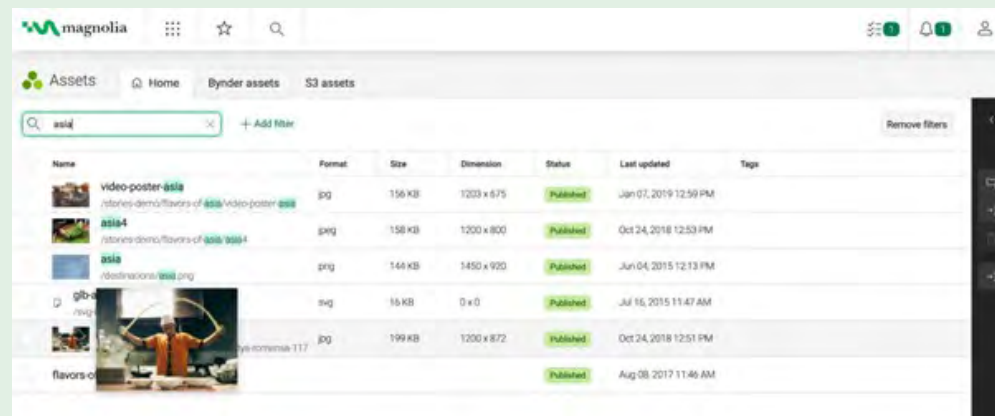 magnolia
1 1
Assets Home Bynder assets S3 assets
asia + Add filter Remove filters
Name Format Size Dimension Status Last updated Tags
video-poster-asia jpg 156 KB 1203 x 675 Published Jan 07, 2019 12:59 PM
/stories-demo/flavors-of-asia/video-poster-asia
asia4 jpeg 158 KB 1200 x 800 Published Oct 24, 2018 12:53 PM
/stories-demo/flavors-of-asia/asia4
asia png 144 KB 1450 x 920 Published Jun 04, 2015 12:13 PM
/destinations/asia.png
glb-a svg 16 KB 0 x 0 Published Jul 16, 2015 11:47 AM
/svg-
jpg 199 KB 1200 x 872 Published Oct 24, 2018 12:51 PM
flavors-o Published Aug 08, 2017 11:46 AM